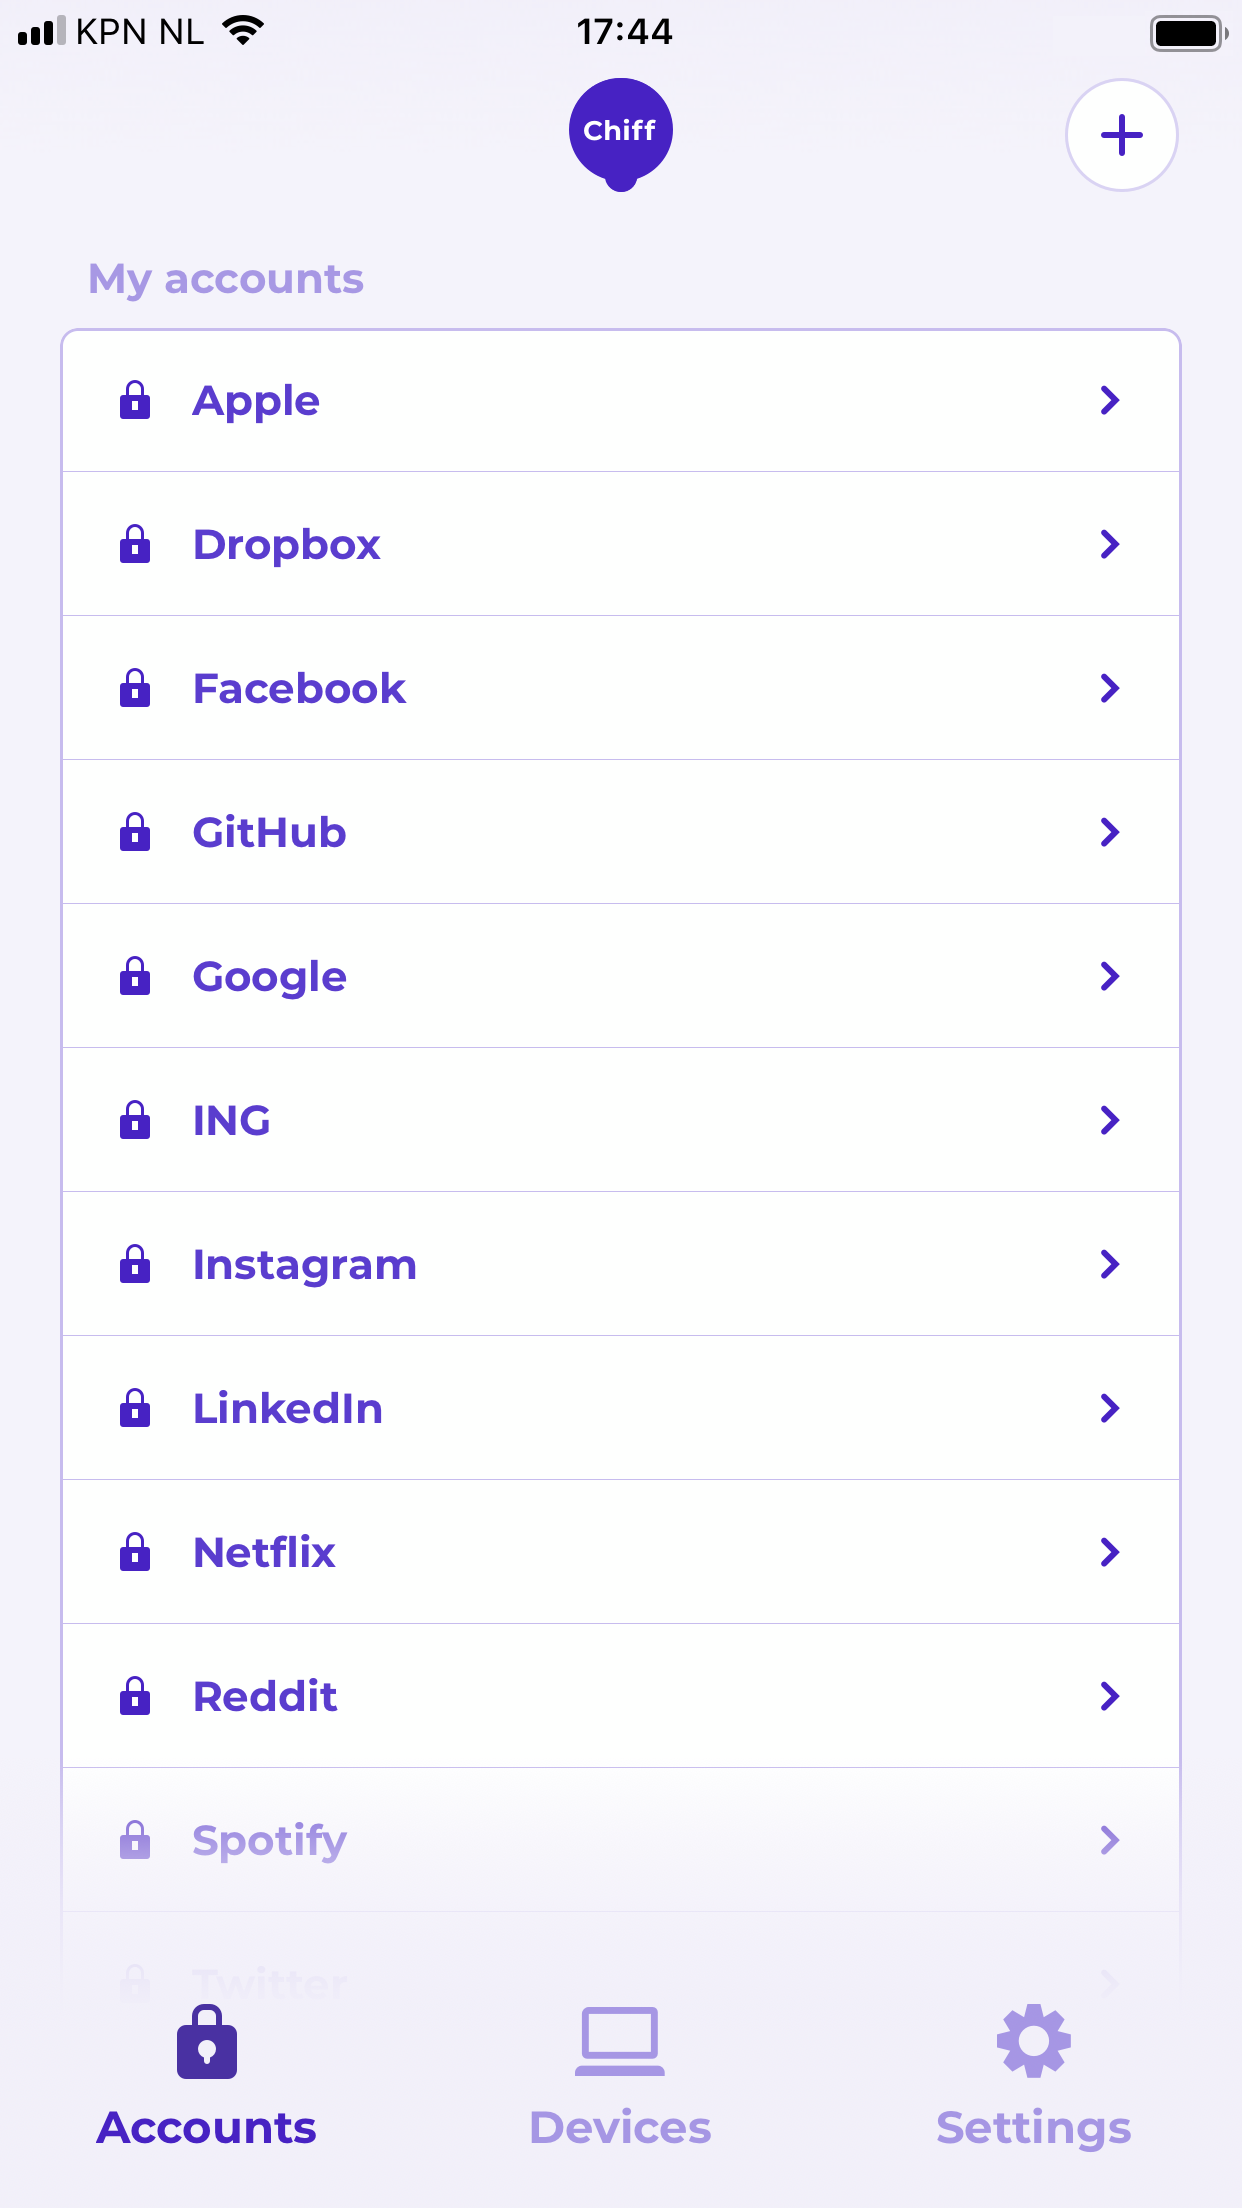 KPN NL 17:44
Chiff
My accounts
Apple
Dropbox
Facebook
GitHub
Google
ING
Instagram
LinkedIn
Netflix
Reddit
Spotify
Twitter
Accounts Devices Settings